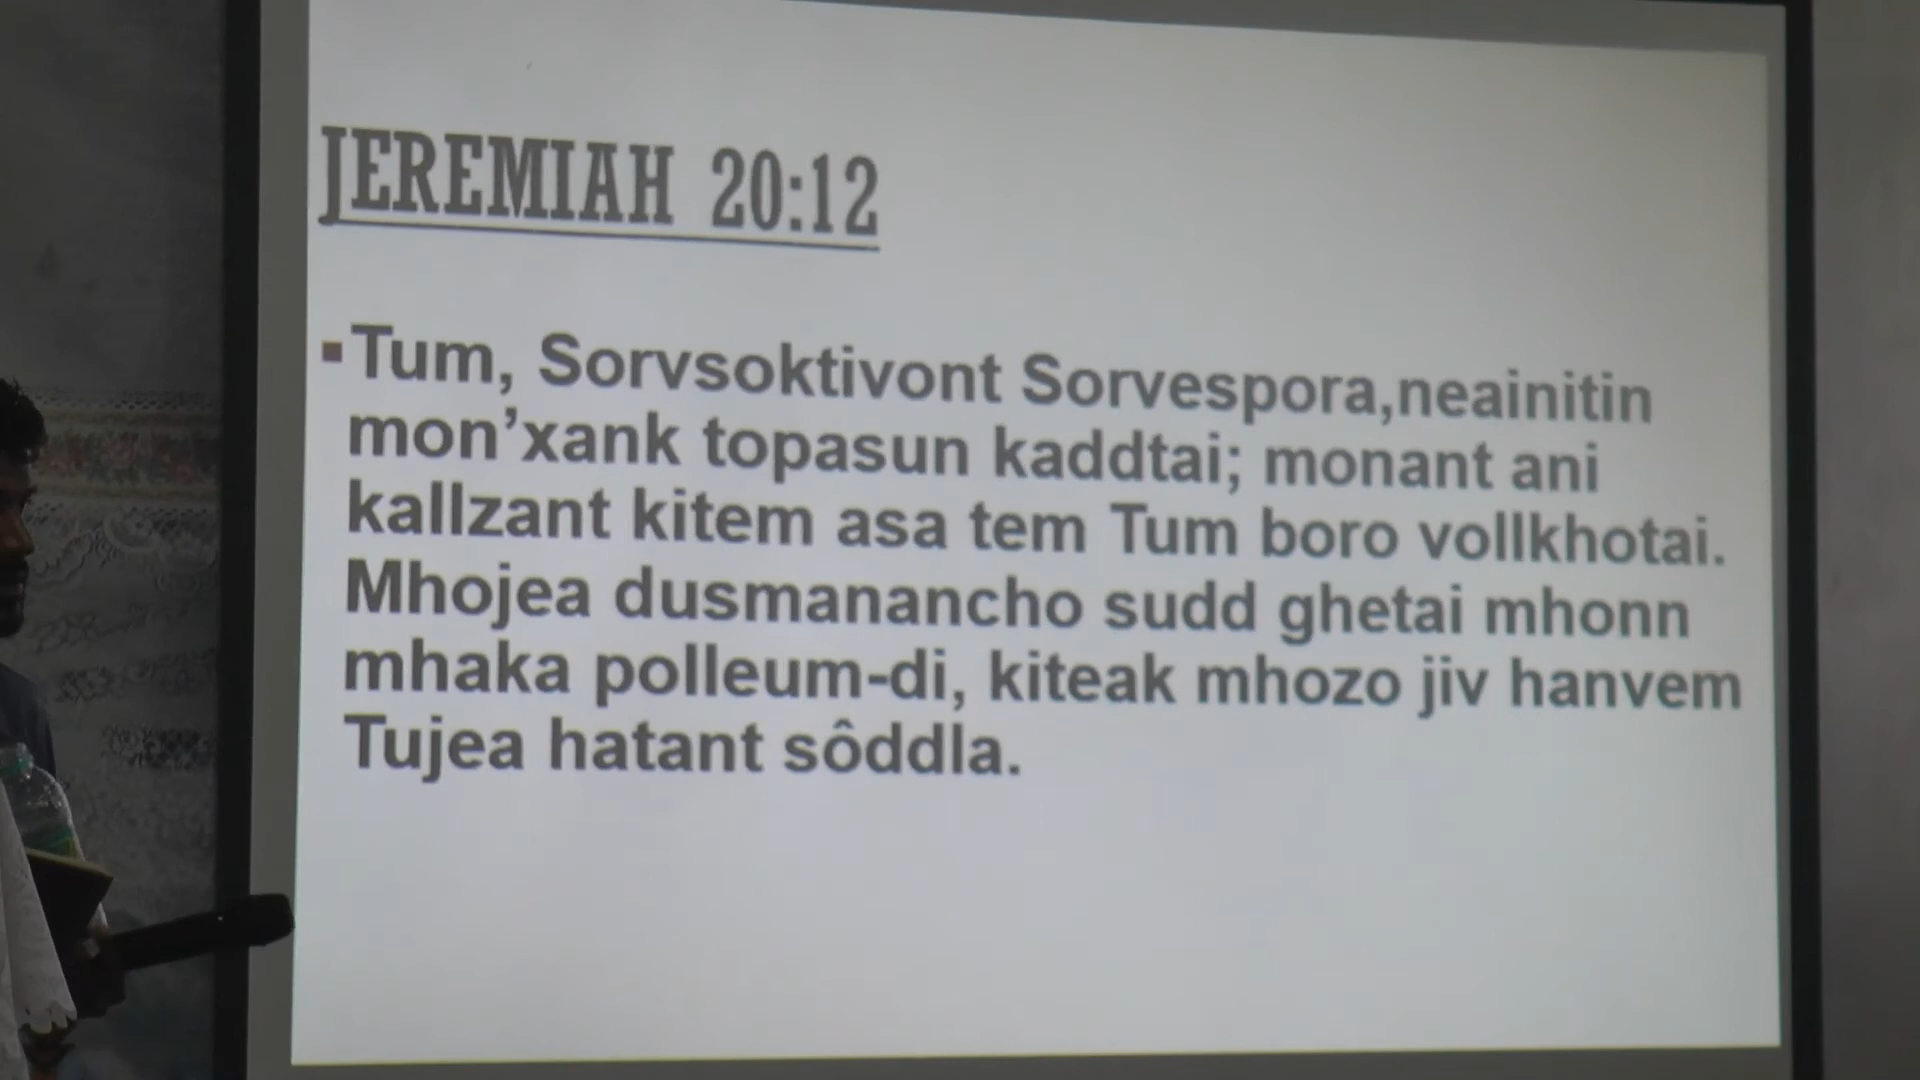 JEREMIAH 20:12
▪Tum, Sorvsoktivont Sorvespora,neainitin
mon’xank topasun kaddtai; monant ani
kallzant kitem asa tem Tum boro vollkhotai.
Mhojea dusmanancho sudd ghetai mhonn
mhaka polleum-di, kiteak mhozo jiv hanvem
Tujea hatant sôddla.